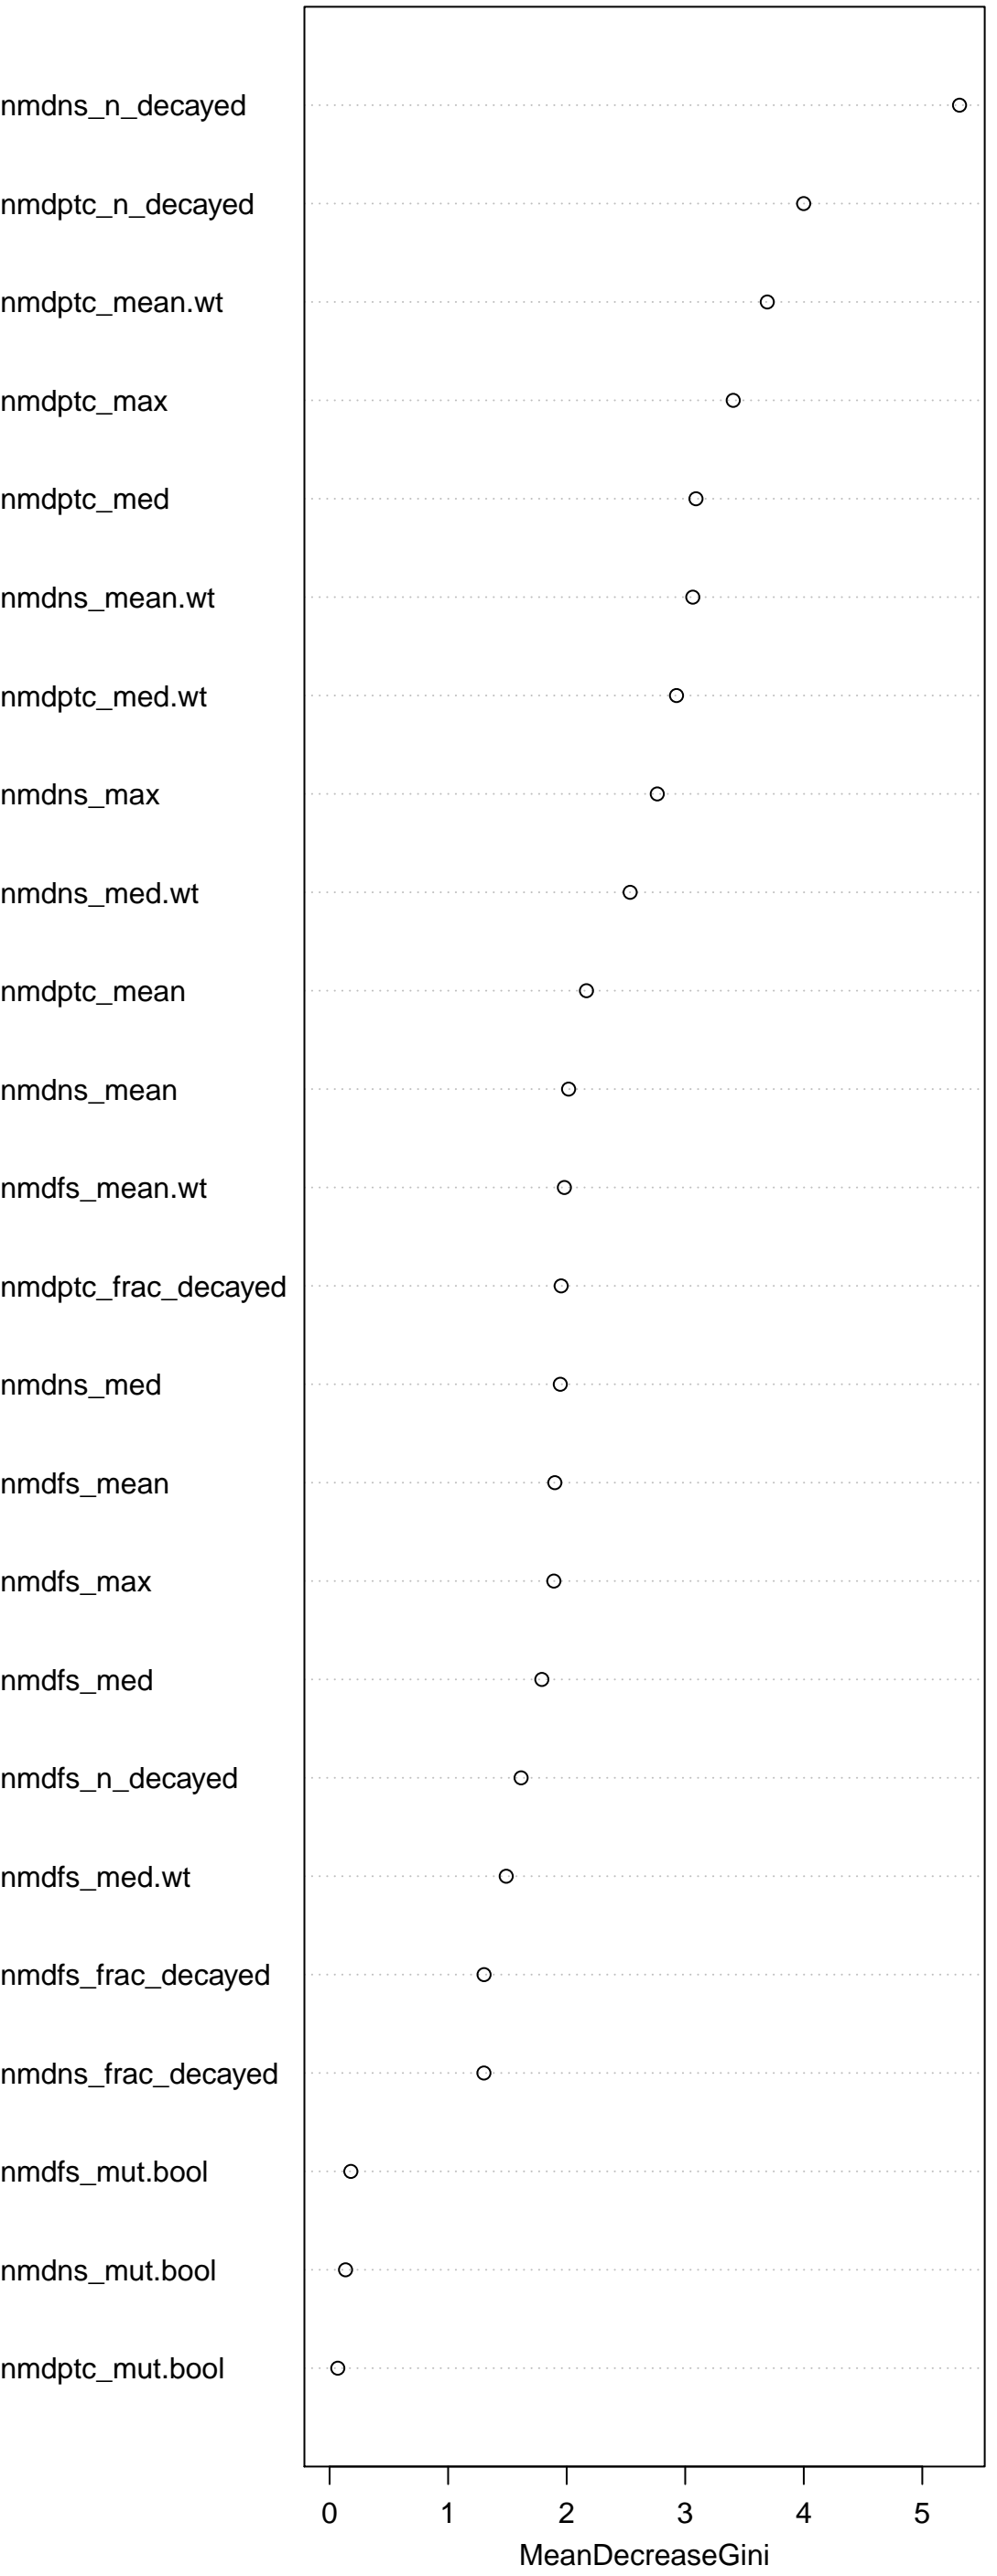 nmdns_n_decayed
nmdptc_n_decayed
nmdptc_mean.wt
nmdptc_max
nmdptc_med
nmdns_mean.wt
nmdptc_med.wt
nmdns_max
nmdns_med.wt
nmdptc_mean
nmdns_mean
nmdfs_mean.wt
nmdptc_frac_decayed
nmdns_med
nmdfs_mean
nmdfs_max
nmdfs_med
nmdfs_n_decayed
nmdfs_med.wt
nmdfs_frac_decayed
nmdns_frac_decayed
nmdfs_mut.bool
nmdns_mut.bool
nmdptc_mut.bool
0 1 2 3 4 5
MeanDecreaseGini